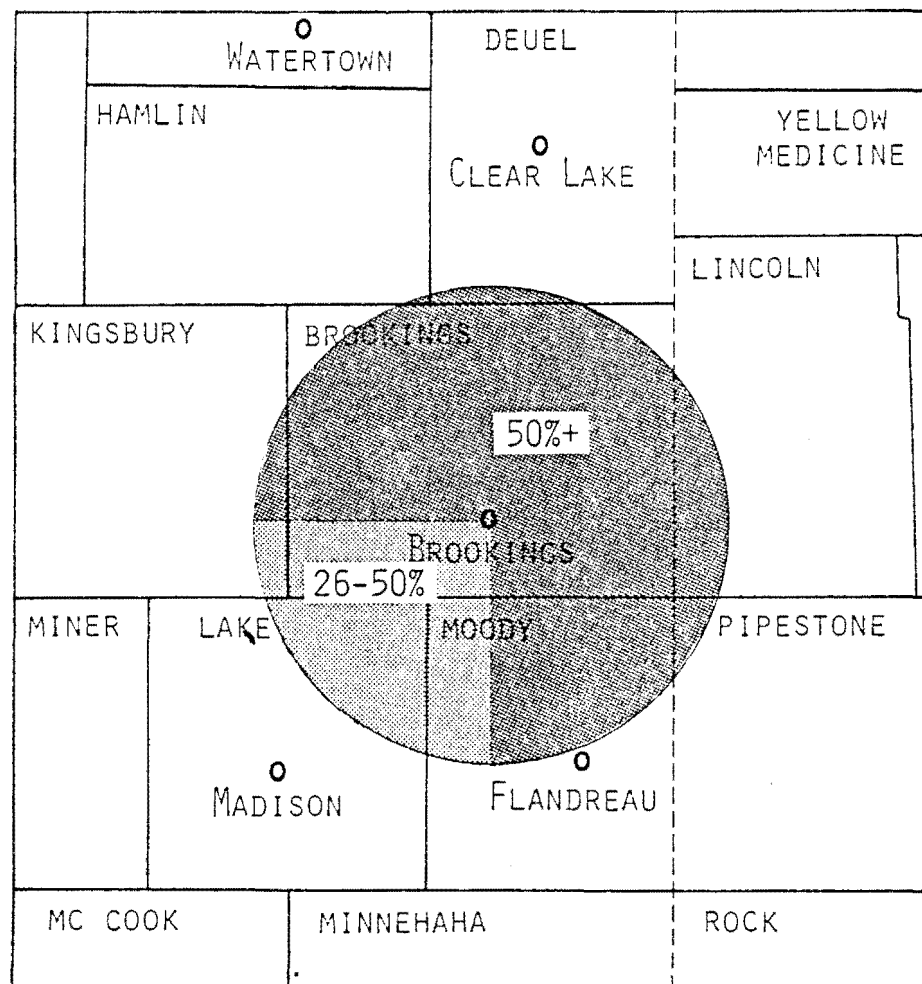 WATERTOWN
DEUEL
HAMLIN
YELLOW
MEDICINE
CLEAR LAKE
LINCOLN
KINGSBURY
BROOKINGS
50%+
BROOKINGS
26-50%
MINER
LAKE
MOODY
PIPESTONE
MADISON
FLANDREAU
MC COOK
MINNEHAHA
ROCK